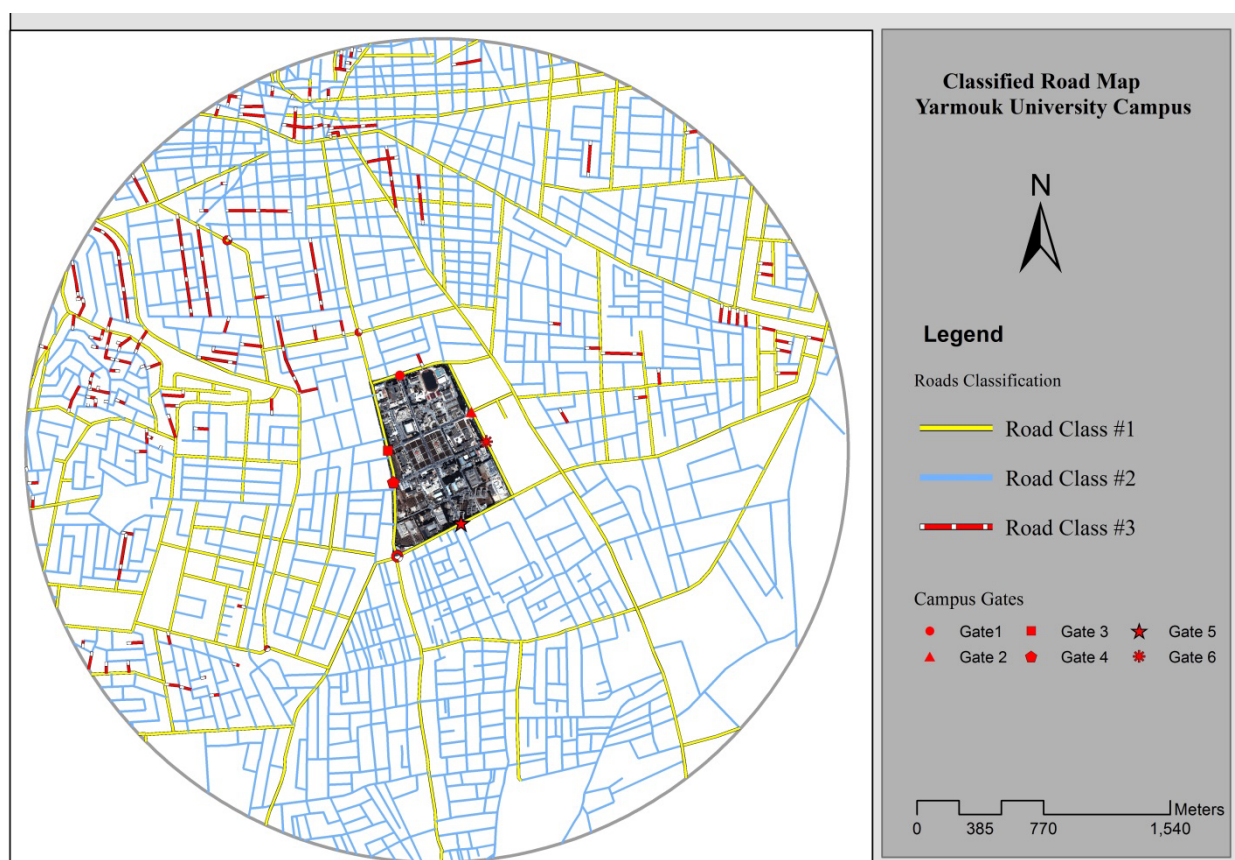 Classified Road Map
Yarmouk University Campus
N
Legend
Roads Classification
Road Class #1
Road Class #2
Road Class #3
Campus Gates
Gate1 Gate 3 Gate 5
Gate 2 Gate 4 Gate 6
Meters
0 385 770 1,540